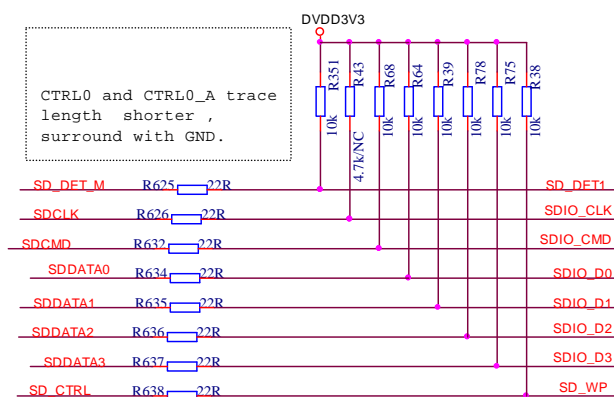 DVDD3V3
R351 R43 R68 R64 R39 R78 R75 R38
10k 4.7k/NC 10k 10k 10k 10k 10k 10k
CTRL0 and CTRL0_A trace
length shorter ,
surround with GND.
SD_DET_M R625 22R SD_DET1
SDCLK R626 22R SDIO_CLK
SDCMD R632 22R SDIO_CMD
SDDATA0 R634 22R SDIO_D0
SDDATA1 R635 22R SDIO_D1
SDDATA2 R636 22R SDIO_D2
SDDATA3 R637 22R SDIO_D3
SD_CTRL R638 22R SD_WP